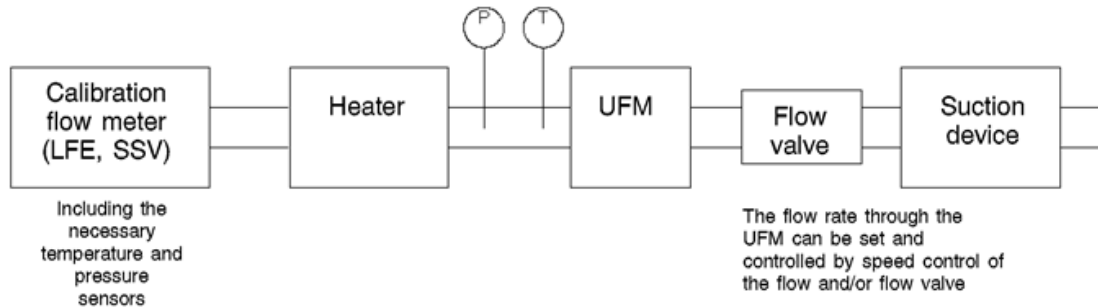 P
T
Calibration
flow meter
(LFE, SSV)
Heater
UFM
Flow
valve
Suction
device
Including the
necessary
temperature and
pressure
sensors
The flow rate through the
UFM can be set and
controlled by speed control of
the flow and/or flow valve